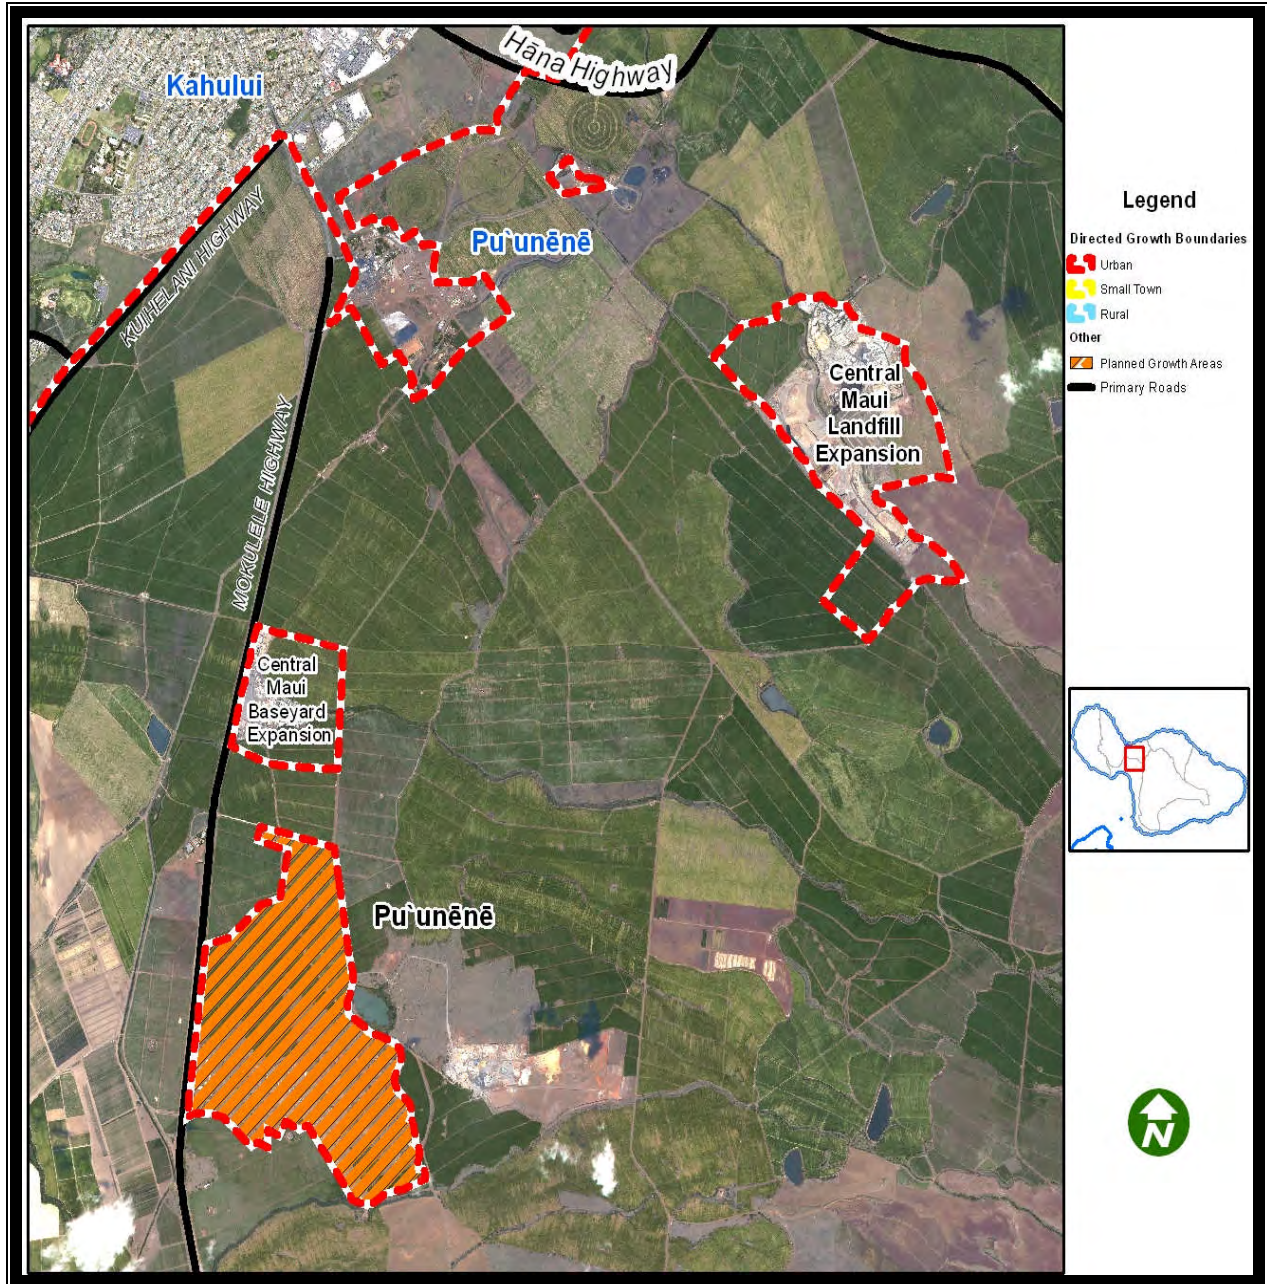 Hāna Highway
Kahului
KUIHELANI HIGHWAY
Pu`unēnē
Central
Maui
Landfill
Expansion
MOKULELE HIGHWAY
Central
Maui
Baseyard
Expansion
Pu`unēnē
Legend
Directed Growth Boundaries
Urban
Small Town
Rural
Other
Planned Growth Areas
Primary Roads
N